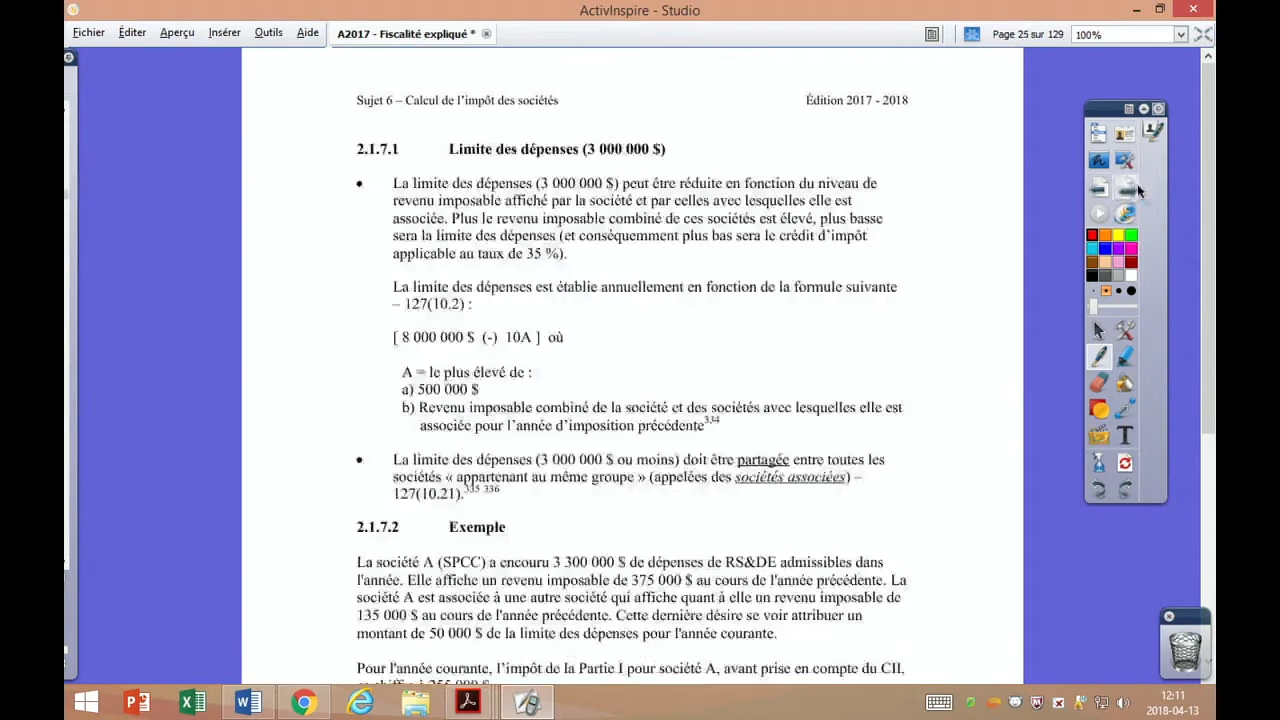 ActivInspire - Studio
Fichier Éditer Aperçu Insérer Outils Aide A2017 - Fiscalité expliqué * Page 25 sur 129 100%
Sujet 6 – Calcul de l'impôt des sociétés Édition 2017 - 2018
2.1.7.1 Limite des dépenses (3 000 000 $)
• La limite des dépenses (3 000 000 $) peut être réduite en fonction du niveau de
revenu imposable affiché par la société et par celles avec lesquelles elle est
associée. Plus le revenu imposable combiné de ces sociétés est élevé, plus basse
sera la limite des dépenses (et conséquemment plus bas sera le crédit d'impôt
applicable au taux de 35 %).
La limite des dépenses est établie annuellement en fonction de la formule suivante
– 127(10.2) :
[ 8 000 000 $ (-) 10A ] où
A = le plus élevé de :
a) 500 000 $
b) Revenu imposable combiné de la société et des sociétés avec lesquelles elle est
associée pour l'année d'imposition précédente334
• La limite des dépenses (3 000 000 $ ou moins) doit être partagée entre toutes les
sociétés « appartenant au même groupe » (appelées des sociétés associées) –
127(10.21).335 336
2.1.7.2 Exemple
La société A (SPCC) a encouru 3 300 000 $ de dépenses de RS&DE admissibles dans
l'année. Elle affiche un revenu imposable de 375 000 $ au cours de l'année précédente. La
société A est associée à une autre société qui affiche quant à elle un revenu imposable de
135 000 $ au cours de l'année précédente. Cette dernière désire se voir attribuer un
montant de 50 000 $ de la limite des dépenses pour l'année courante.
Pour l'année courante, l'impôt de la Partie I pour société A, avant prise en compte du CII,
12:11
2018-04-13